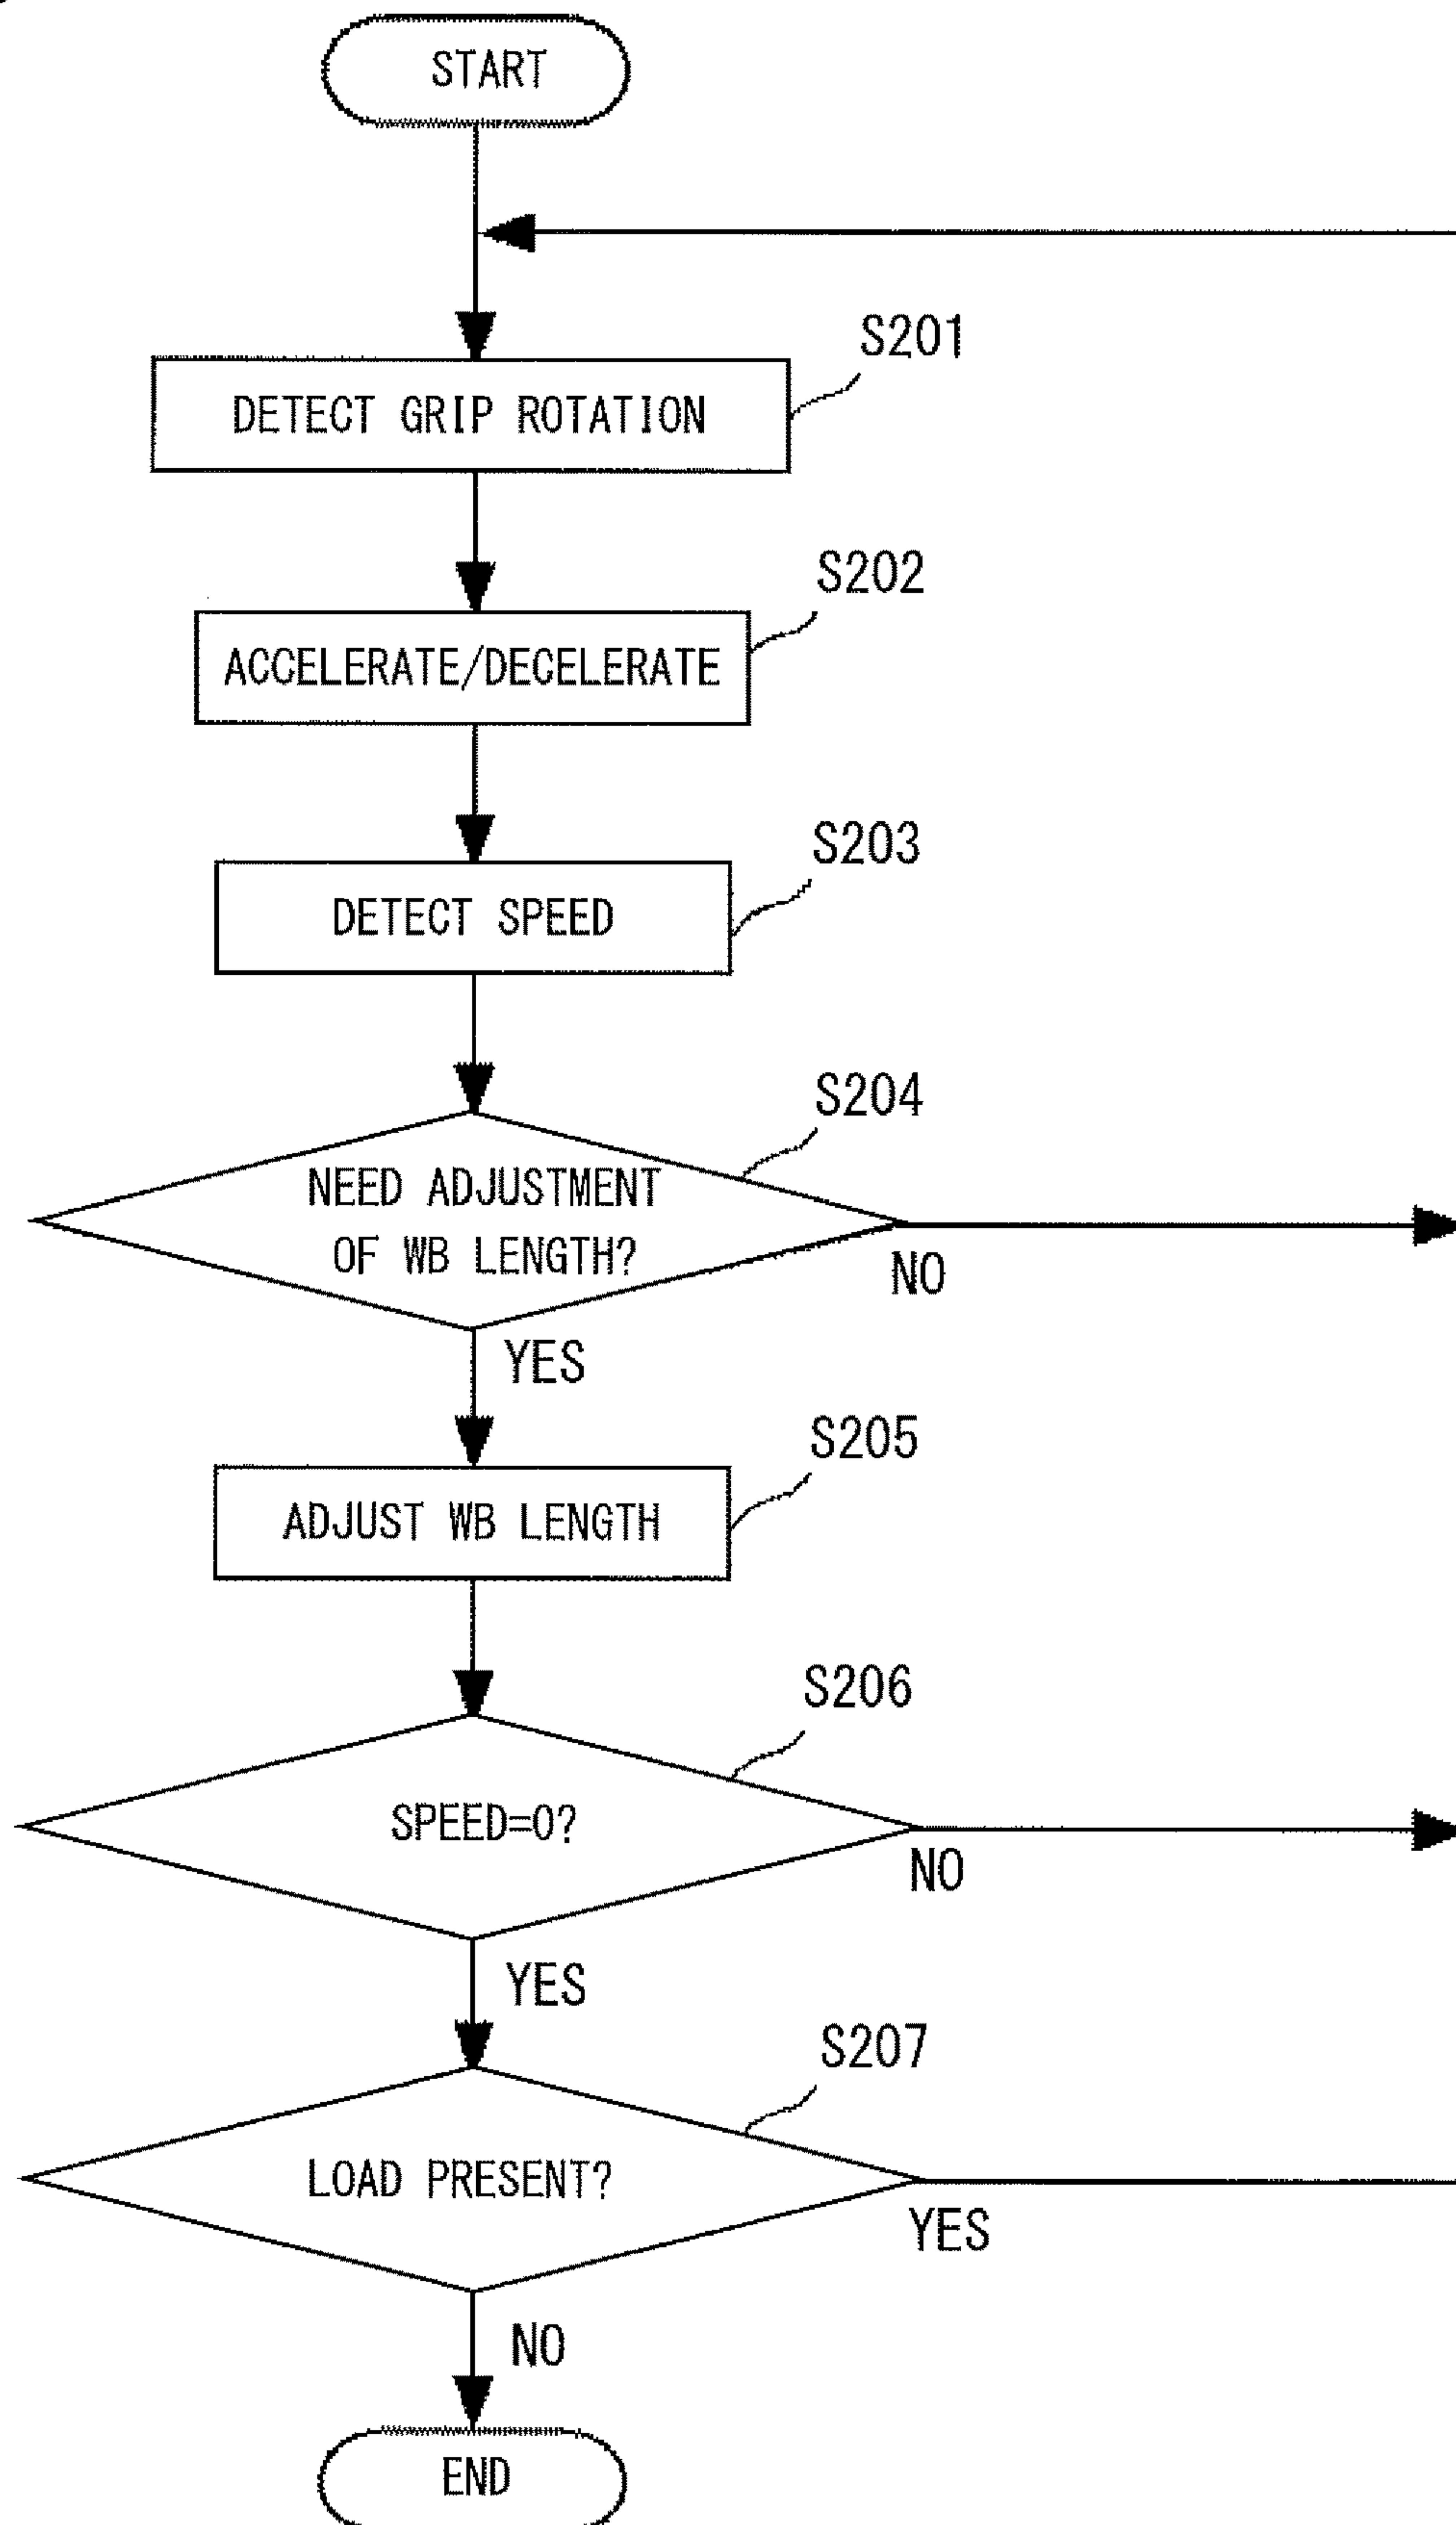 START
S201
DETECT GRIP ROTATION
S202
ACCELERATE/DECELERATE
S203
DETECT SPEED
S204
NEED ADJUSTMENT
OF WB LENGTH?
NO
YES
S205
ADJUST WB LENGTH
S206
SPEED=0?
NO
YES
S207
LOAD PRESENT?
YES
NO
END